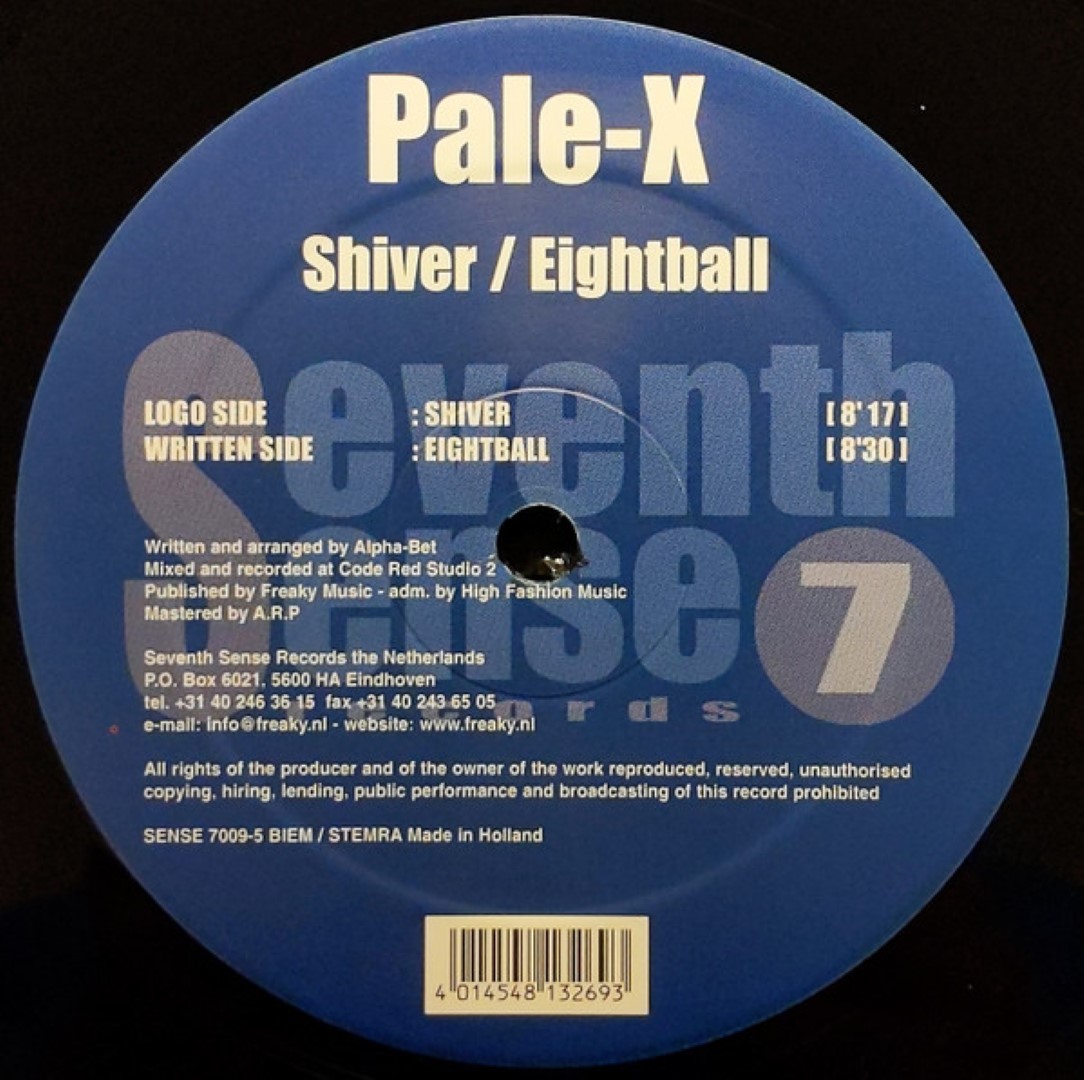 Pale-X
Shiver / Eightball
Seventh
Sense 7
LOGO SIDE : SHIVER [ 8' 17 ]
WRITTEN SIDE : EIGHTBALL [ 8'30 ]
Written and arranged by Alpha-Bet
Mixed and recorded at Code Red Studio 2
Published by Freaky Music - adm. by High Fashion Music
Mastered by A.R.P
Seventh Sense Records the Netherlands
P.O. Box 6021, 5600 HA Eindhoven
tel. +31 40 246 36 15 fax +31 40 243 65 05
e-mail: info@freaky.nl - website: www.freaky.nl
All rights of the producer and of the owner of the work reproduced, reserved, unauthorised
copying, hiring, lending, public performance and broadcasting of this record prohibited
SENSE 7009-5 BIEM / STEMRA Made in Holland
4 014548 132693